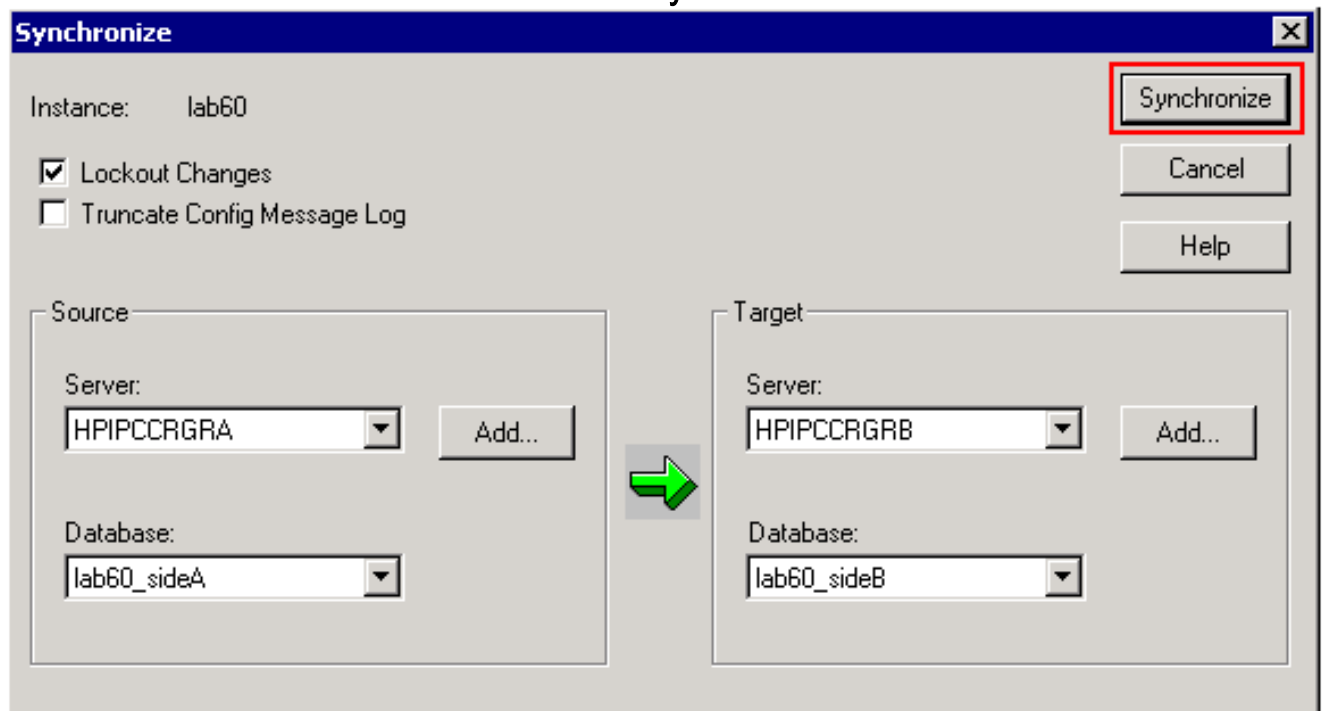 Synchronize
Instance: lab60
Synchronize
Lockout Changes
Cancel
Truncate Config Message Log
Help
Source
Target
Server:
Server:
HPIPCCRGRA
Add...
HPIPCCRGRB
Add...
Database:
Database:
lab60_sideA
lab60_sideB